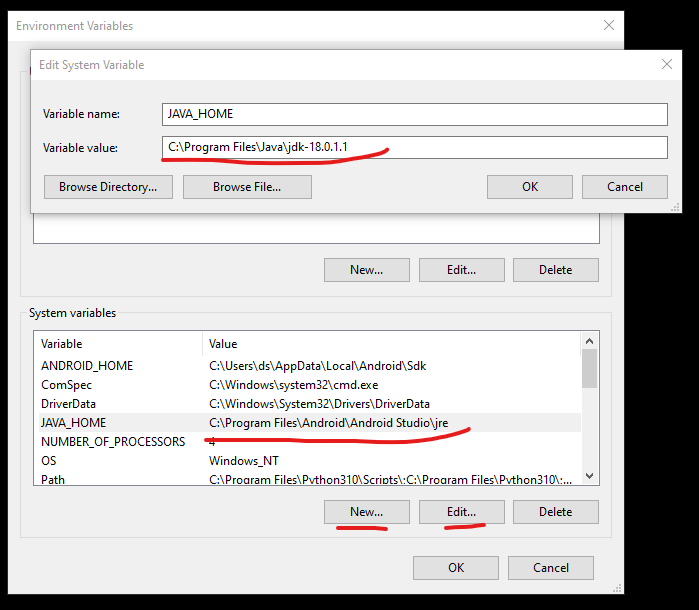 Environment Variables
Edit System Variable
Variable name:
JAVA_HOME
Variable value:
C:\Program Files\Java\jdk-18.0.1.1
Browse Directory...
Browse File...
OK
Cancel
New...
Edit...
Delete
System variables
Variable
Value
ANDROID_HOME
C:\Users\ds\AppData\Local\Android\Sdk
ComSpec
C:\Windows\system32\cmd.exe
DriverData
C:\Windows\System32\Drivers\DriverData
JAVA_HOME
C:\Program Files\Android\Android Studio\jre
NUMBER_OF_PROCESSORS
4
OS
Windows_NT
Path
C:\Program Files\Python310\Scripts\;C:\Program Files\Python310\;...
New...
Edit...
Delete
OK
Cancel